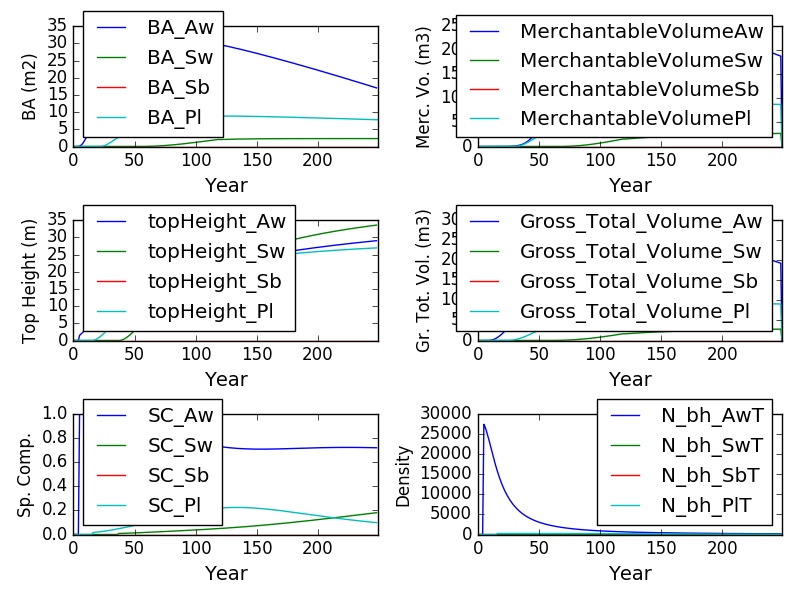 BA (m2)
35
30
25
20
15
10
5
0
BA_Aw
BA_Sw
BA_Sb
BA_Pl
0 50 100 150 200
Year
Merc. Vo. (m3)
MerchantableVolumeAw
MerchantableVolumeSw
MerchantableVolumeSb
MerchantableVolumePl
0 50 100 150 200
Year
Top Height (m)
35
30
25
20
15
10
5
0
topHeight_Aw
topHeight_Sw
topHeight_Sb
topHeight_Pl
0 50 100 150 200
Year
Gr. Tot. Vol. (m3)
Gross_Total_Volume_Aw
Gross_Total_Volume_Sw
Gross_Total_Volume_Sb
Gross_Total_Volume_Pl
0 50 100 150 200
Year
Sp. Comp.
1.0
0.8
0.6
0.4
0.2
0.0
SC_Aw
SC_Sw
SC_Sb
SC_Pl
0 50 100 150 200
Year
Density
30000
25000
20000
15000
10000
5000
0
N_bh_AwT
N_bh_SwT
N_bh_SbT
N_bh_PlT
0 50 100 150 200
Year